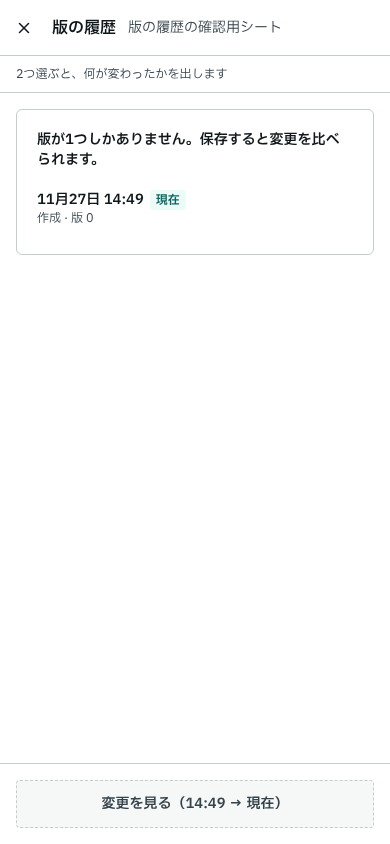 × 版の履歴 版の履歴の確認用シート
2つ選ぶと、何が変わったかを出します
版が1つしかありません。保存すると変更を比べ
られます。
11月27日 14:49 現在
作成 · 版 0
変更を見る（14:49 → 現在）